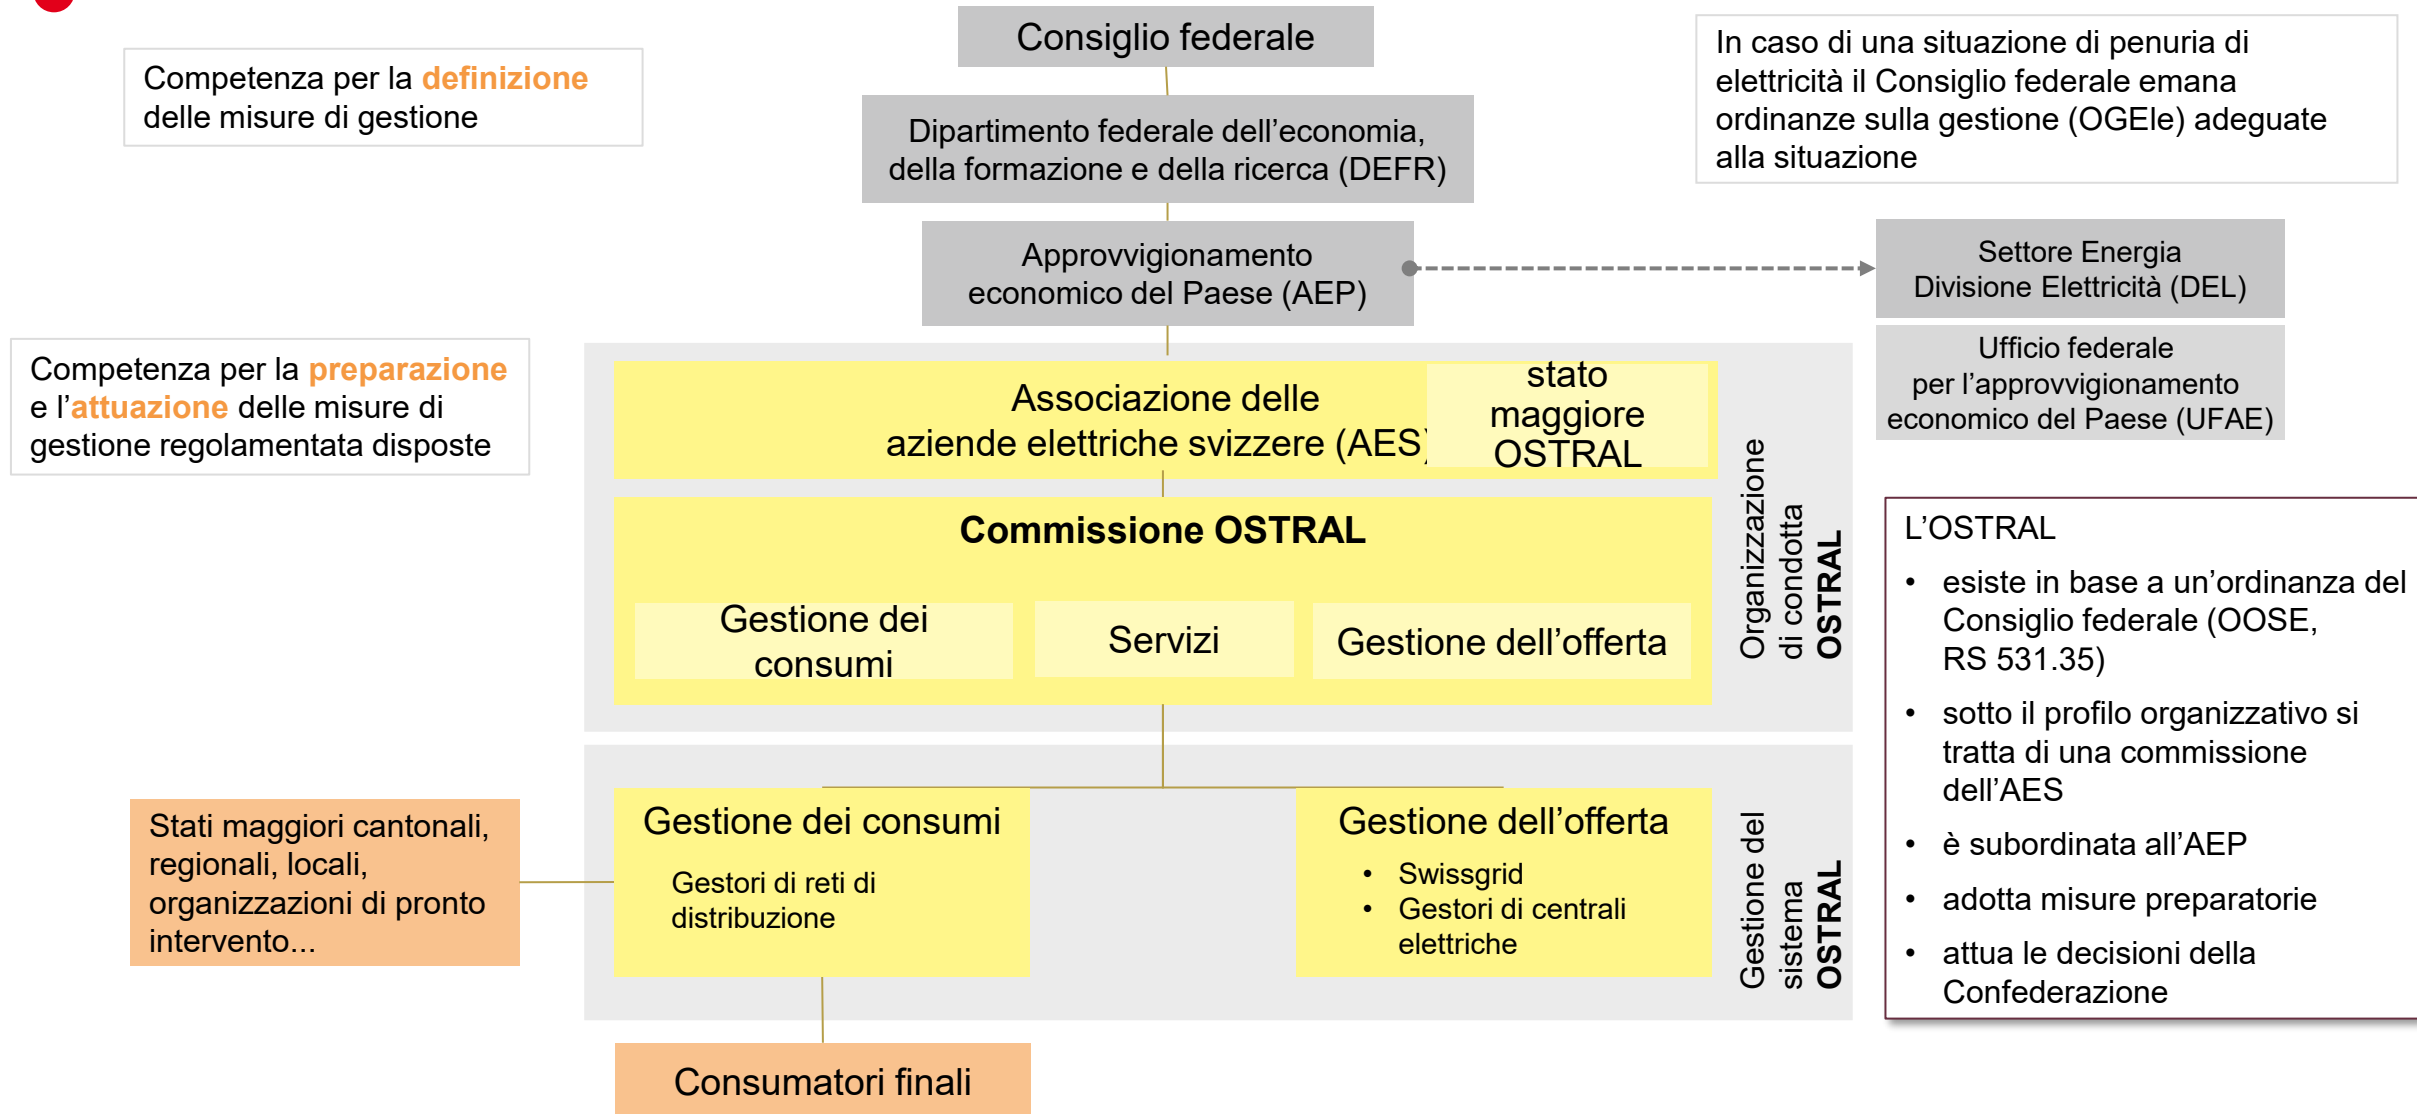 Consiglio federale
Competenza per la definizione
delle misure di gestione
In caso di una situazione di penuria di
elettricità il Consiglio federale emana
ordinanze sulla gestione (OGEle) adeguate
alla situazione
Dipartimento federale dell’economia,
della formazione e della ricerca (DEFR)
Approvvigionamento
economico del Paese (AEP)
Settore Energia
Divisione Elettricità (DEL)
Ufficio federale
per l’approvvigionamento
economico del Paese (UFAE)
Competenza per la preparazione
e l’attuazione delle misure di
gestione regolamentata disposte
Associazione delle
aziende elettriche svizzere (AES)
stato
maggiore
OSTRAL
Commissione OSTRAL
Gestione dei
consumi
Servizi
Gestione dell’offerta
Organizzazione
di condotta
OSTRAL
L’OSTRAL
• esiste in base a un’ordinanza del
Consiglio federale (OOSE,
RS 531.35)
• sotto il profilo organizzativo si
tratta di una commissione
dell’AES
• è subordinata all’AEP
• adotta misure preparatorie
• attua le decisioni della
Confederazione
Stati maggiori cantonali,
regionali, locali,
organizzazioni di pronto
intervento...
Gestione dei consumi
Gestori di reti di
distribuzione
Gestione dell’offerta
• Swissgrid
• Gestori di centrali
elettriche
Gestione del
sistema
OSTRAL
Consumatori finali